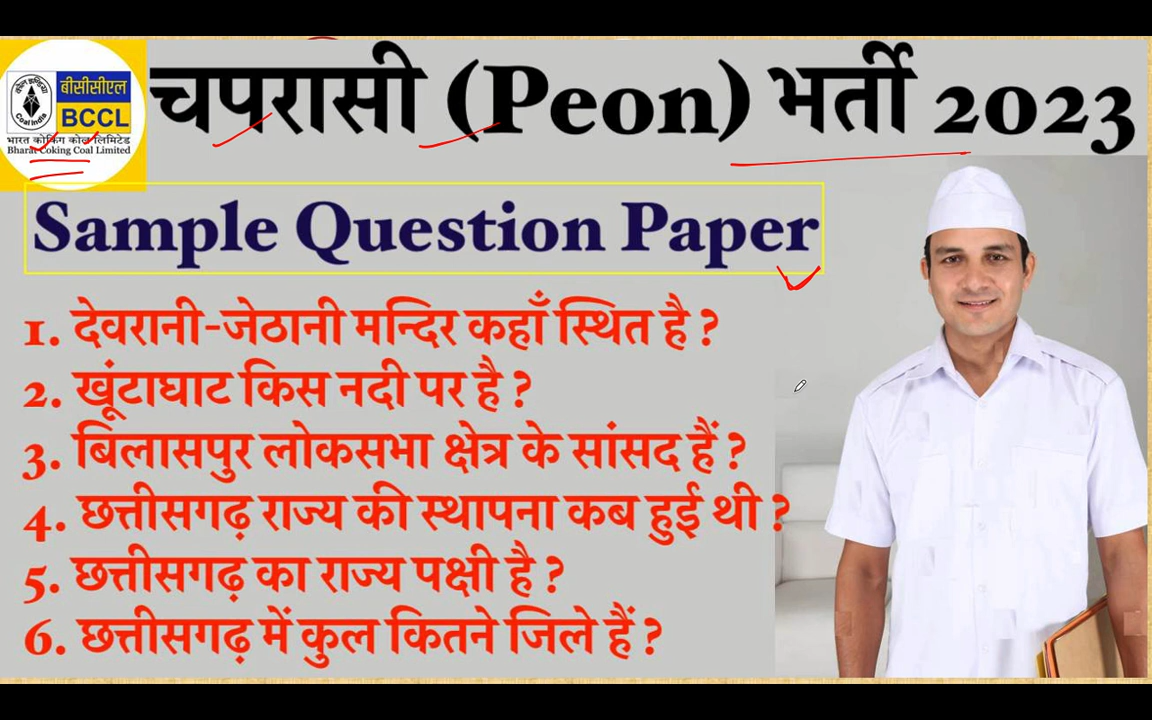 चपरासी (Peon) भर्ती 2023
बीसीसीएल
BCCL
Coal India
भारत कोकिंग कोल लिमिटेड
Bharat Coking Coal Limited
Sample Question Paper
1. देवरानी-जेठानी मन्दिर कहाँ स्थित है ?
2. खूंटाघाट किस नदी पर है ?
3. बिलासपुर लोकसभा क्षेत्र के सांसद हैं ?
4. छत्तीसगढ़ राज्य की स्थापना कब हुई थी ?
5. छत्तीसगढ़ का राज्य पक्षी है ?
6. छत्तीसगढ़ में कुल कितने जिले हैं ?